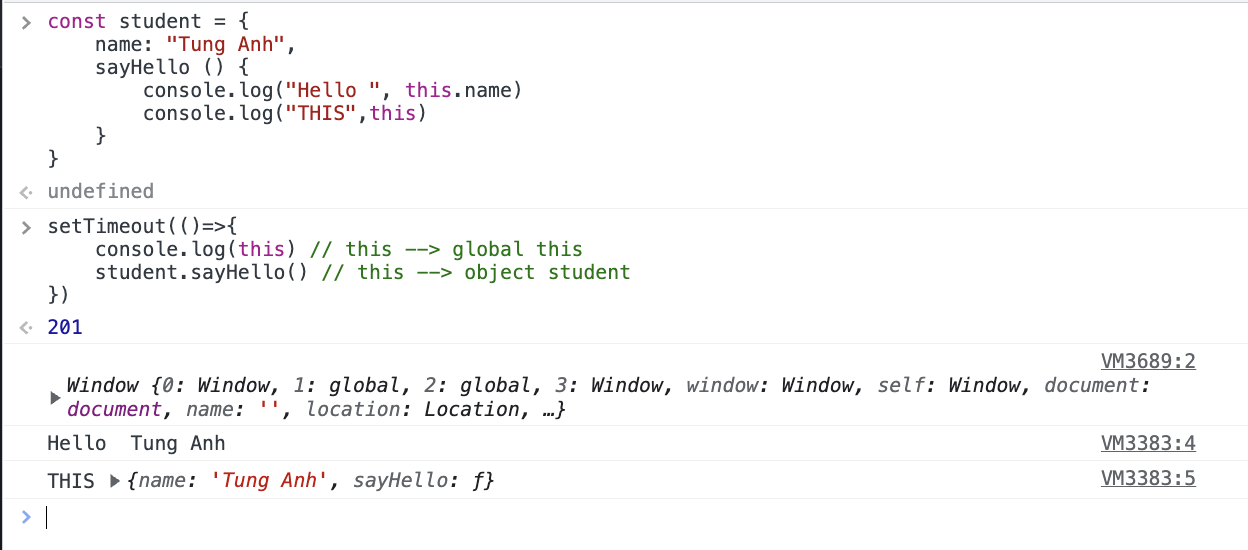 const student = {
    name: "Tung Anh",
    sayHello () {
        console.log("Hello ", this.name)
        console.log("THIS",this)
    }
}
undefined
setTimeout(()=>{
    console.log(this) // this --> global this
    student.sayHello() // this --> object student
})
201
VM3689:2
Window {0: Window, 1: global, 2: global, 3: Window, window: Window, self: Window, document:
document, name: '', location: Location, …}
Hello  Tung Anh VM3383:4
THIS {name: 'Tung Anh', sayHello: ƒ} VM3383:5